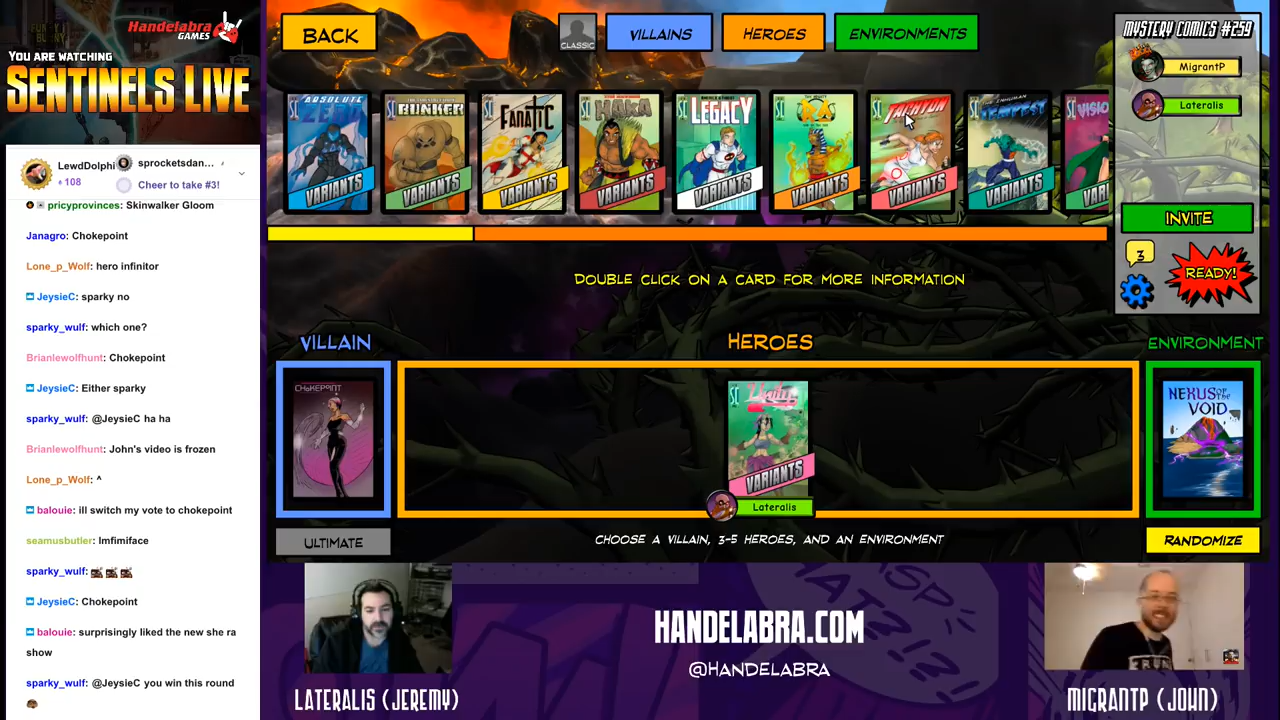 Handelabra
GAMES
YOU ARE WATCHING
SENTINELS LIVE
LewdDolphi
108
sprocketsdan...
Cheer to take #3!
pricyprovinces: Skinwalker Gloom
Janagro: Chokepoint
Lone_p_Wolf: hero infinitor
JeysieC: sparky no
sparky_wulf: which one?
Brianlewolfhunt: Chokepoint
JeysieC: Either sparky
sparky_wulf: @JeysieC ha ha
Brianlewolfhunt: John's video is frozen
Lone_p_Wolf: ^
balouie: ill switch my vote to chokepoint
seamusbutler: Imfimiface
sparky_wulf:
JeysieC: Chokepoint
balouie: surprisingly liked the new she ra
show
sparky_wulf: @JeysieC you win this round
BACK
CLASSIC
VILLAINS
HEROES
ENVIRONMENTS
ABSOLUTE
ZERO
VARIANTS
BUNKER
VARIANTS
FANATIC
VARIANTS
HAKA
VARIANTS
LEGACY
VARIANTS
RA
VARIANTS
TACHYON
VARIANTS
TEMPEST
VARIANTS
VISIO
MYSTERY COMICS #259
MigrantP
Lateralis
INVITE
3
READY!
DOUBLE CLICK ON A CARD FOR MORE INFORMATION
VILLAIN
HEROES
ENVIRONMENT
CHOKEPOINT
Unity
VARIANTS
Lateralis
NEXUS OF THE VOID
ULTIMATE
CHOOSE A VILLAIN, 3-5 HEROES, AND AN ENVIRONMENT
RANDOMIZE
HANDELABRA.COM
@HANDELABRA
LATERALIS (JEREMY)
MIGRANTP (JOHN)